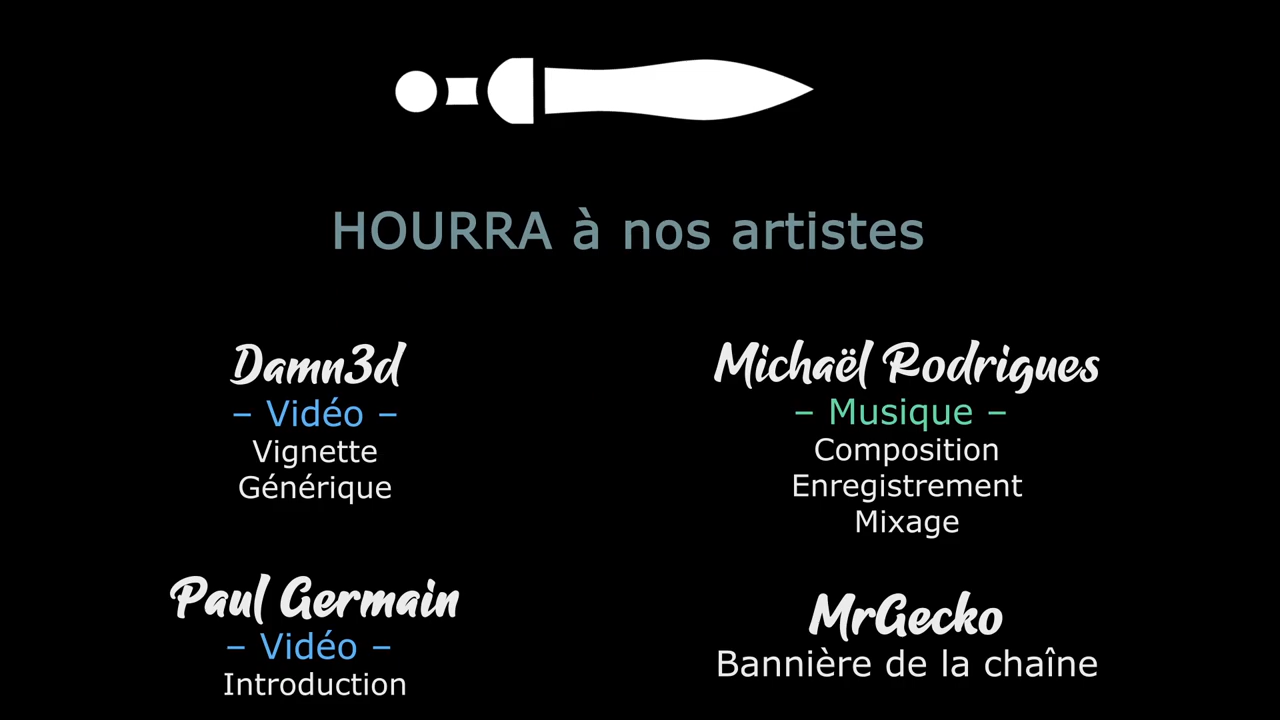 HOURRA à nos artistes
Damn3d
– Vidéo –
Vignette
Générique
Michaël Rodrigues
– Musique –
Composition
Enregistrement
Mixage
Paul Germain
– Vidéo –
Introduction
MrGecko
Bannière de la chaîne